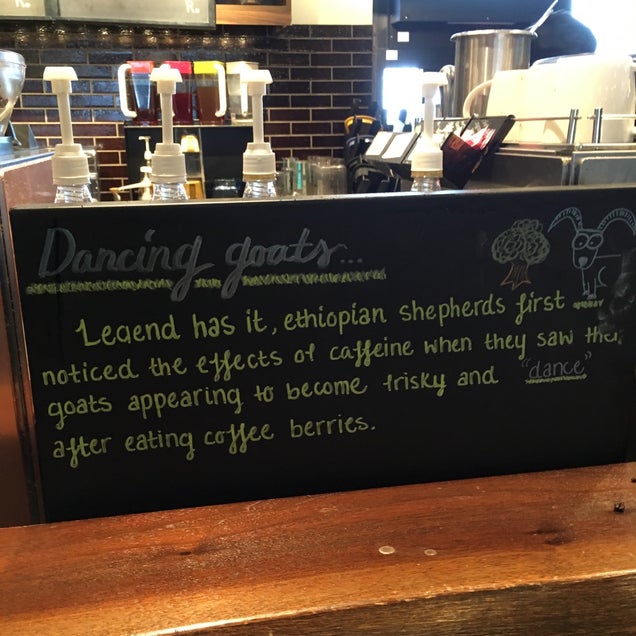 Dancing goats...
Legend has it, ethiopian shepherds first
noticed the effects of caffeine when they saw their
goats appearing to become frisky and "dance"
after eating coffee berries.